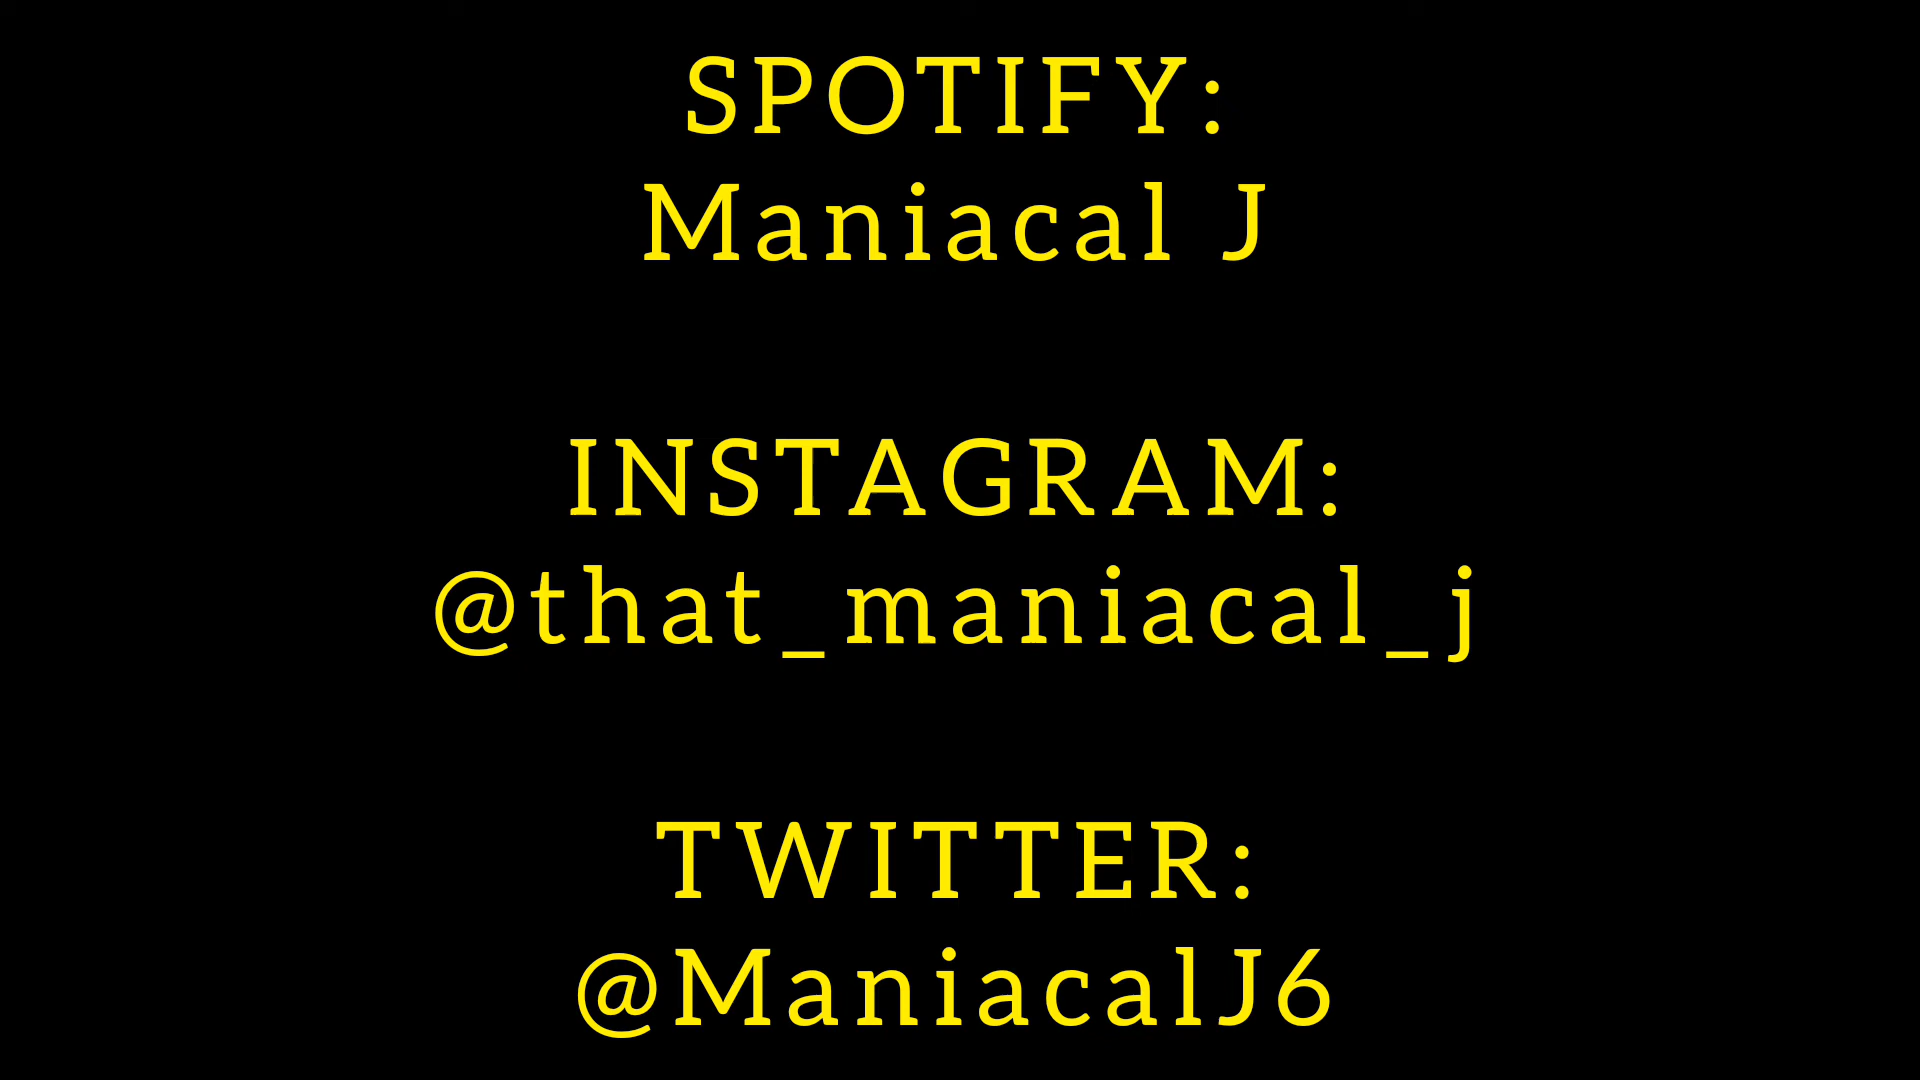 SPOTIFY:
Maniacal J
INSTAGRAM:
@that_maniacal_j
TWITTER:
@ManiacalJ6